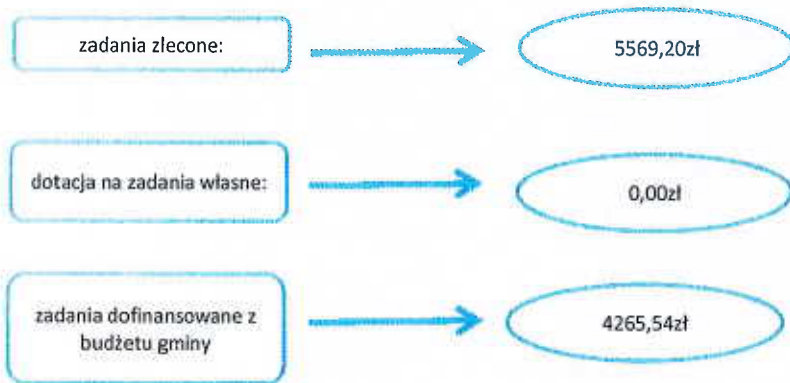 zadania zlecone:
5569,20zł
dotacja na zadania własne:
0,00zł
zadania dofinansowane z
budżetu gminy
4265,54zł